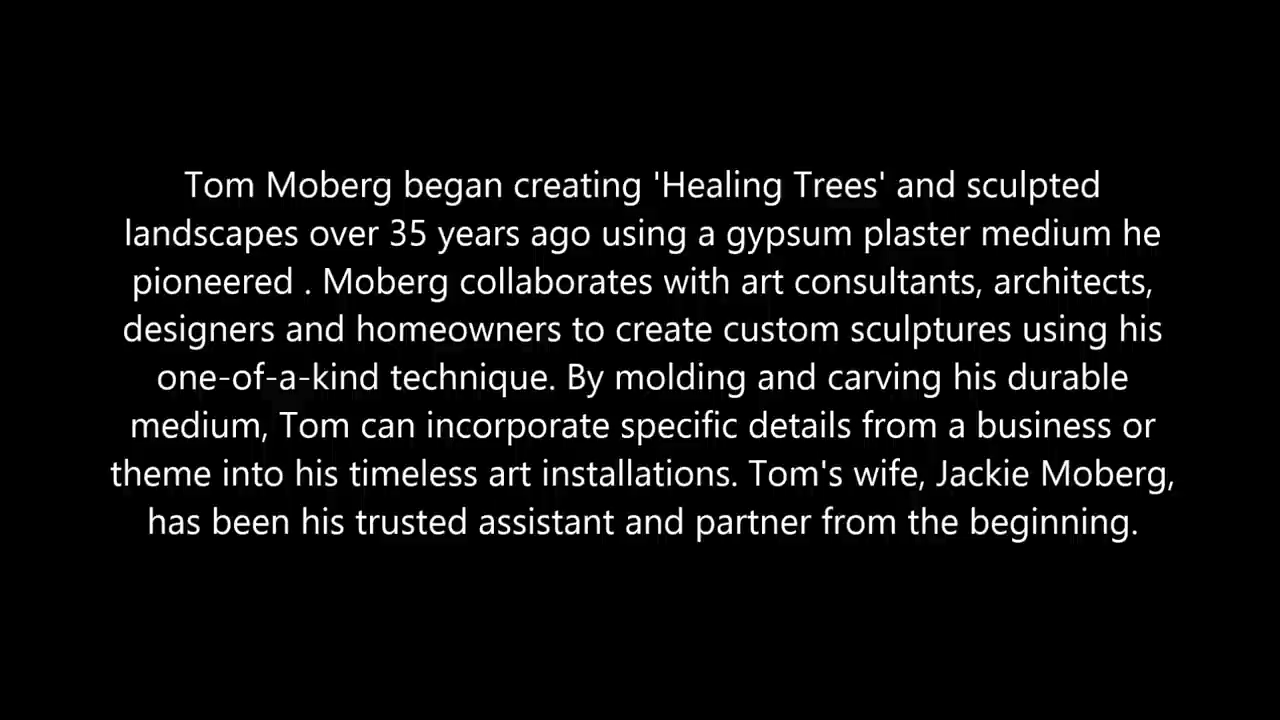 Tom Moberg began creating 'Healing Trees' and sculpted
landscapes over 35 years ago using a gypsum plaster medium he
pioneered . Moberg collaborates with art consultants, architects,
designers and homeowners to create custom sculptures using his
one-of-a-kind technique. By molding and carving his durable
medium, Tom can incorporate specific details from a business or
theme into his timeless art installations. Tom's wife, Jackie Moberg,
has been his trusted assistant and partner from the beginning.